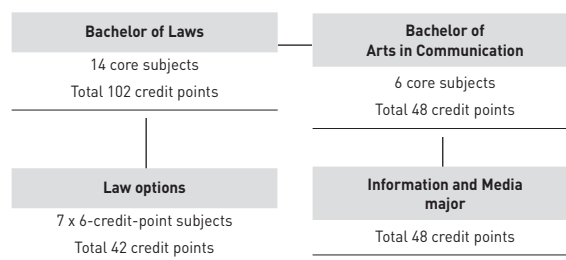 Bachelor of Laws
14 core subjects
Total 102 credit points
Bachelor of
Arts in Communication
6 core subjects
Total 48 credit points
Law options
7 x 6-credit-point subjects
Total 42 credit points
Information and Media
major
Total 48 credit points